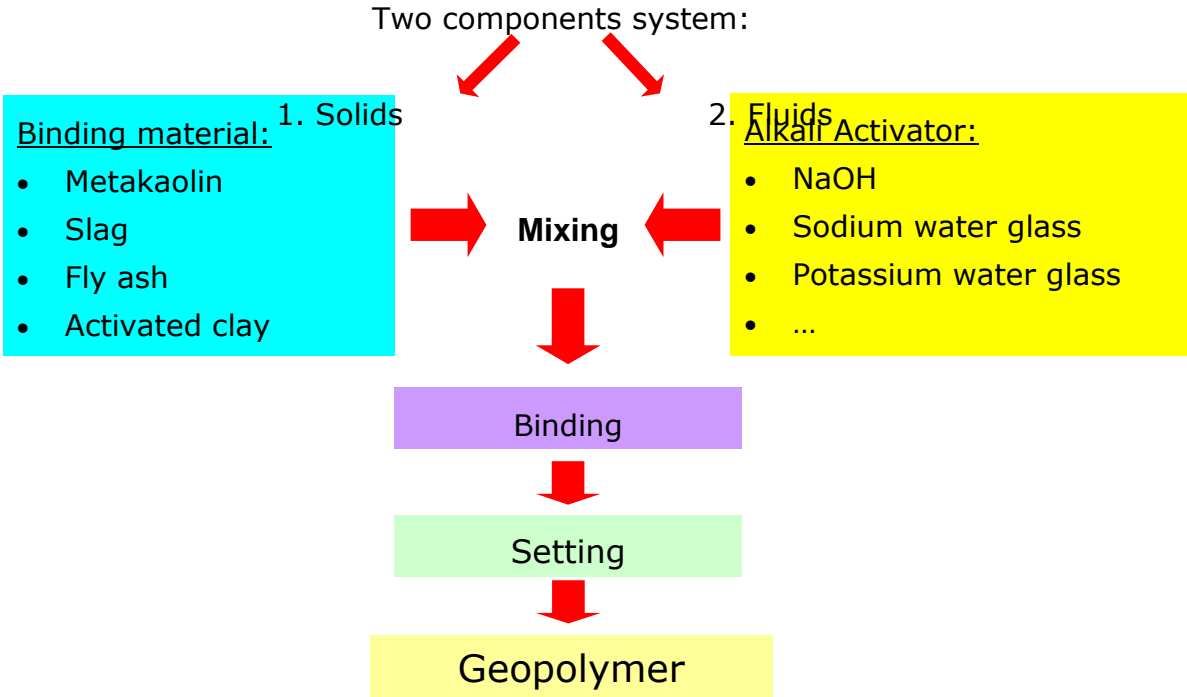 Two components system:
1. Solids
Binding material:
• Metakaolin
• Slag
• Fly ash
• Activated clay
2. Fluids
Alkali Activator:
• NaOH
• Sodium water glass
• Potassium water glass
• …
Mixing
Binding
Setting
Geopolymer